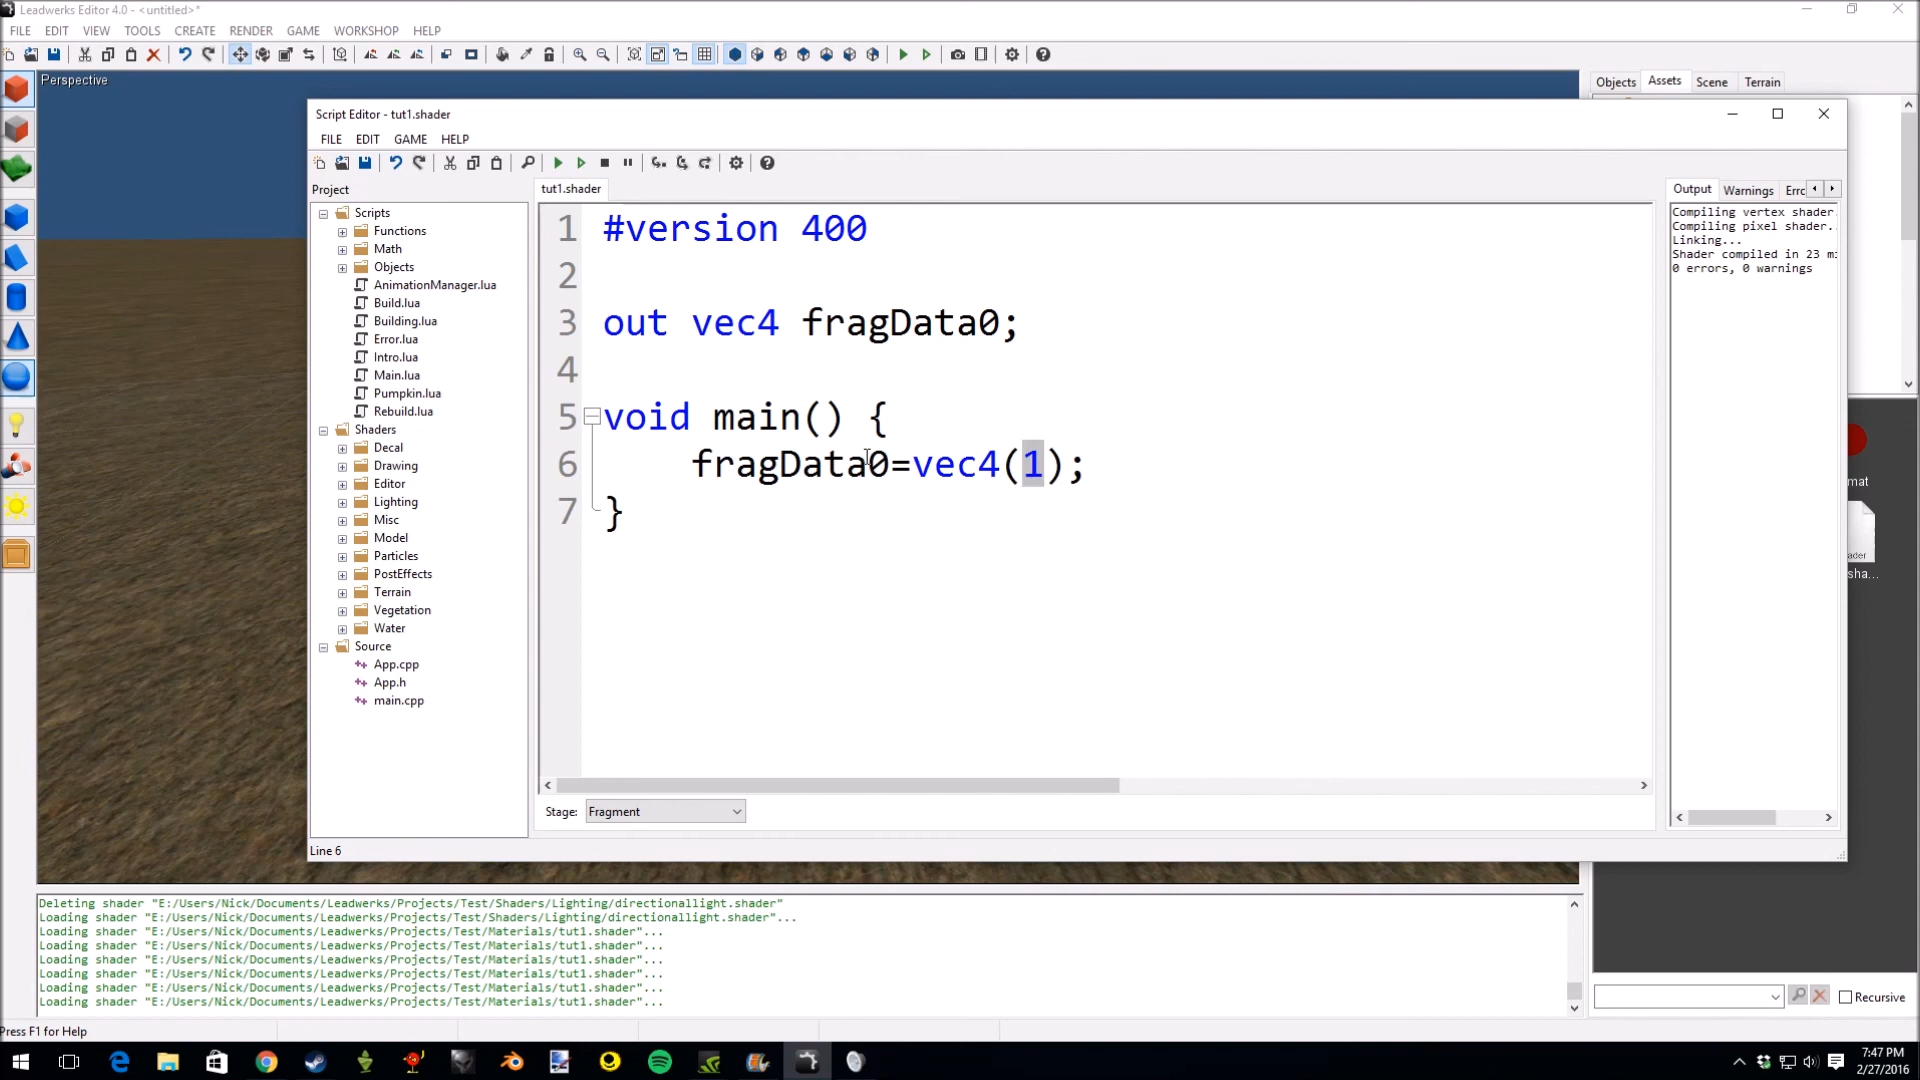 Leadwerks Editor 4.0 - <untitled>*
FILE EDIT VIEW TOOLS CREATE RENDER GAME WORKSHOP HELP
Perspective
Objects Assets Scene Terrain
Script Editor - tut1.shader
FILE EDIT GAME HELP
Project
Scripts
Functions
Math
Objects
AnimationManager.lua
Build.lua
Building.lua
Error.lua
Intro.lua
Main.lua
Pumpkin.lua
Rebuild.lua
Shaders
Decal
Drawing
Editor
Lighting
Misc
Model
Particles
PostEffects
Terrain
Vegetation
Water
Source
App.cpp
App.h
main.cpp
tut1.shader
1 #version 400
2
3 out vec4 fragData0;
4
5 void main() {
6 fragData0=vec4(1);
7 }
Stage: Fragment
Output Warnings Errc
Compiling vertex shader.
Compiling pixel shader..
Linking...
Shader compiled in 23 mi
0 errors, 0 warnings
Line 6
mat
ader
sha...
Deleting shader "E:/Users/Nick/Documents/Leadwerks/Projects/Test/Shaders/Lighting/directionallight.shader"
Loading shader "E:/Users/Nick/Documents/Leadwerks/Projects/Test/Shaders/Lighting/directionallight.shader"...
Loading shader "E:/Users/Nick/Documents/Leadwerks/Projects/Test/Materials/tut1.shader"...
Loading shader "E:/Users/Nick/Documents/Leadwerks/Projects/Test/Materials/tut1.shader"...
Loading shader "E:/Users/Nick/Documents/Leadwerks/Projects/Test/Materials/tut1.shader"...
Loading shader "E:/Users/Nick/Documents/Leadwerks/Projects/Test/Materials/tut1.shader"...
Loading shader "E:/Users/Nick/Documents/Leadwerks/Projects/Test/Materials/tut1.shader"...
Loading shader "E:/Users/Nick/Documents/Leadwerks/Projects/Test/Materials/tut1.shader"...
Recursive
Press F1 for Help
7:47 PM
2/27/2016